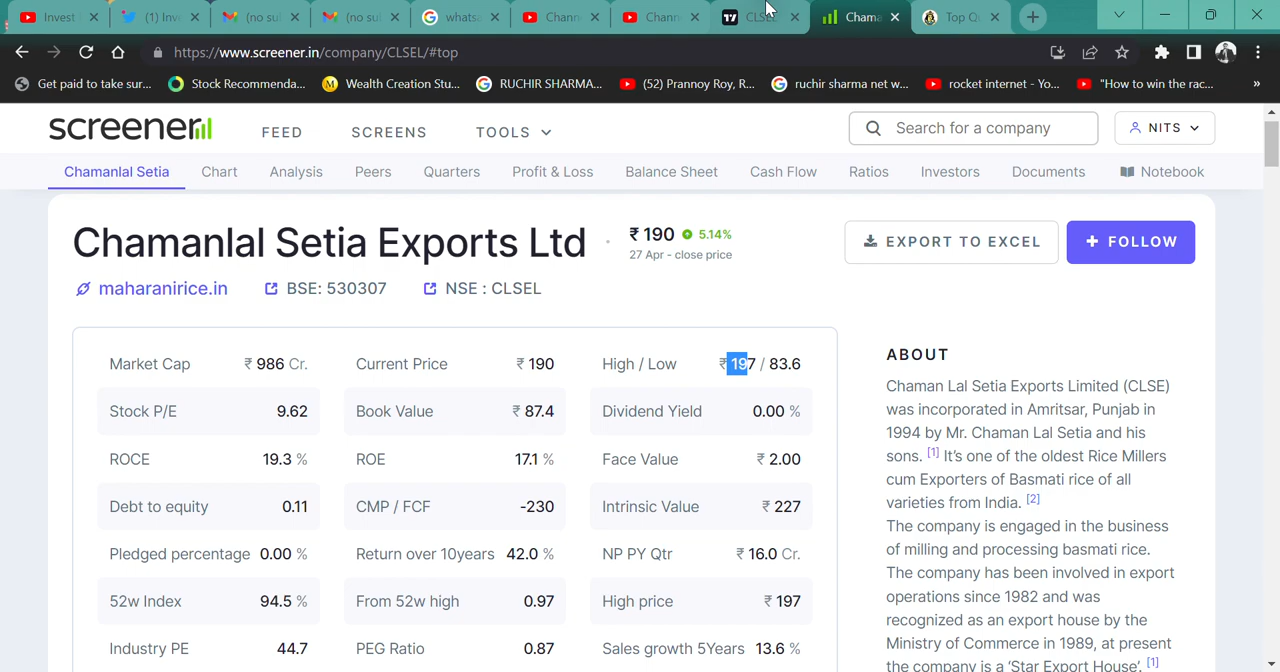 Invest
(1) Inv
(no su
(no su
whats
Chann
Chann
CLSE
Chama
Top Q
https://www.screener.in/company/CLSEL/#top
Get paid to take sur...
Stock Recommenda...
Wealth Creation Stu...
RUCHIR SHARMA...
(52) Prannoy Roy, R...
ruchir sharma net w...
rocket internet - Yo...
"How to win the rac...
»
screener
FEED
SCREENS
TOOLS
Search for a company
NITS
Chamanlal Setia
Chart
Analysis
Peers
Quarters
Profit & Loss
Balance Sheet
Cash Flow
Ratios
Investors
Documents
Notebook
Chamanlal Setia Exports Ltd
₹ 190 5.14%
27 Apr - close price
EXPORT TO EXCEL
+ FOLLOW
maharanirice.in
BSE: 530307
NSE : CLSEL
Market Cap ₹ 986 Cr.
Current Price ₹ 190
High / Low ₹ 197 / 83.6
Stock P/E 9.62
Book Value ₹ 87.4
Dividend Yield 0.00 %
ROCE 19.3 %
ROE 17.1 %
Face Value ₹ 2.00
Debt to equity 0.11
CMP / FCF -230
Intrinsic Value ₹ 227
Pledged percentage 0.00 %
Return over 10years 42.0 %
NP PY Qtr ₹ 16.0 Cr.
52w Index 94.5 %
From 52w high 0.97
High price ₹ 197
Industry PE 44.7
PEG Ratio 0.87
Sales growth 5Years 13.6 %
ABOUT
Chaman Lal Setia Exports Limited (CLSE)
was incorporated in Amritsar, Punjab in
1994 by Mr. Chaman Lal Setia and his
sons. [1] It's one of the oldest Rice Millers
cum Exporters of Basmati rice of all
varieties from India. [2]
The company is engaged in the business
of milling and processing basmati rice.
The company has been involved in export
operations since 1982 and was
recognized as an export house by the
Ministry of Commerce in 1989, at present
the company is a 'Star Export House'. [1]